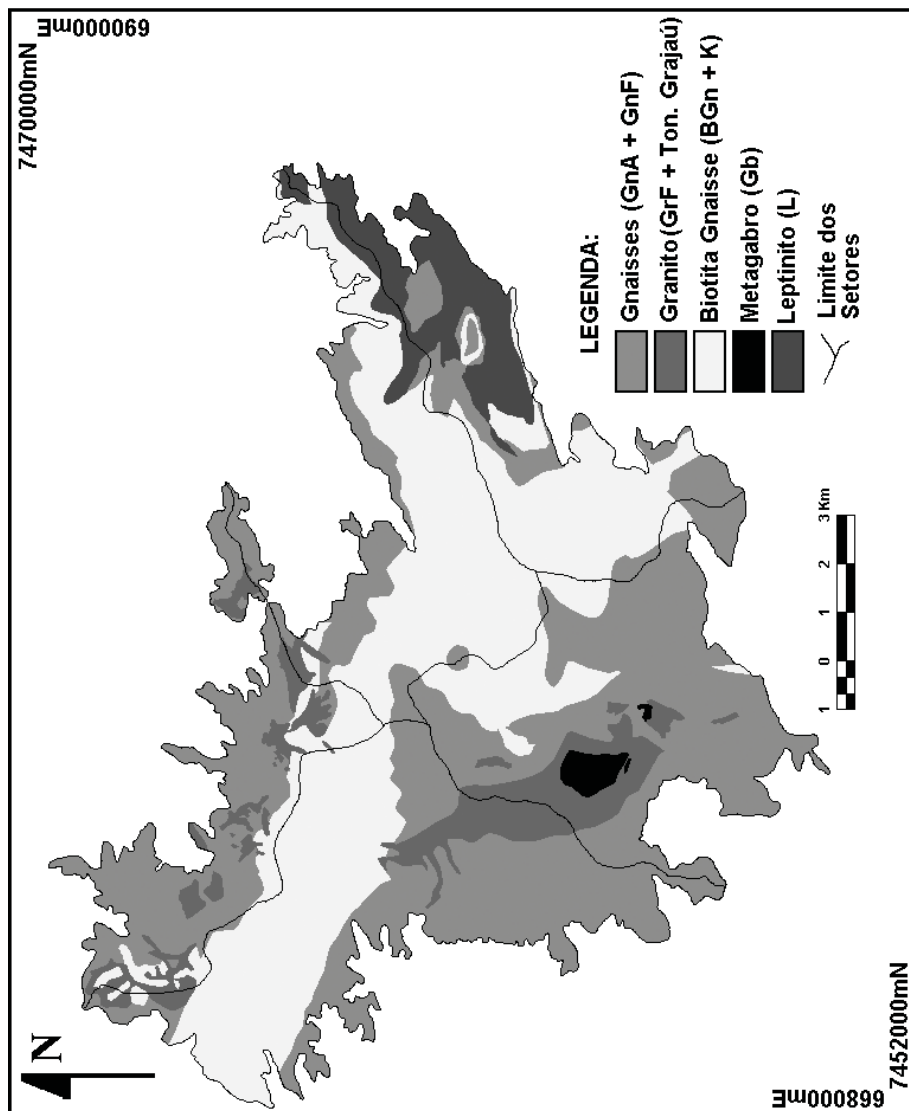 N
7470000mN
690000mE
LEGENDA:
Gnaisses (GnA + GnF)
Granito(GrF + Ton. Grajaú)
Biotita Gnaisse (BGn + K)
Metagabro (Gb)
Leptinito (L)
Limite dos
Setores
1 0 1 2 3 Km
668000mE
7452000mN